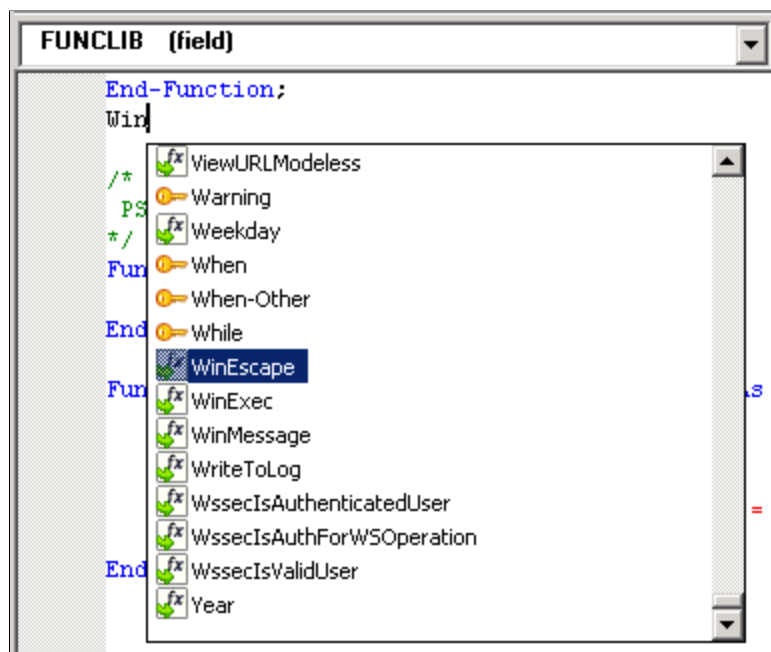 FUNCLIB (field)
End-Function;
Win
ViewURLModeless
/*
Warning
PS
Weekday
*/
When
Fun
When-Other
End
While
WinEscape
Fun
WinExec
WinMessage
WriteToLog
WssecIsAuthenticatedUser
=
WssecIsAuthForWSOperation
End
WssecIsValidUser
Year